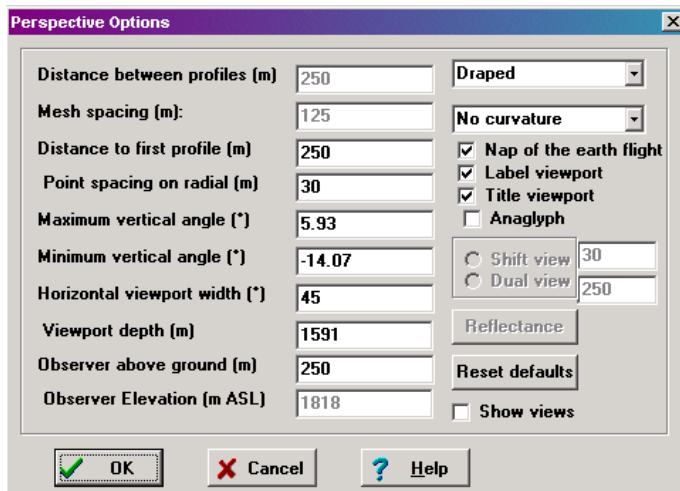 Perspective Options
Distance between profiles (m) 250 Draped
Mesh spacing (m): 125 No curvature
Distance to first profile (m) 250 Nap of the earth flight
Point spacing on radial (m) 30 Label viewport
Title viewport
Maximum vertical angle (°) 5.93 Anaglyph
Minimum vertical angle (°) -14.07 Shift view 30
Horizontal viewport width (°) 45 Dual view 250
Viewport depth (m) 1591 Reflectance
Observer above ground (m) 250 Reset defaults
Observer Elevation (m ASL) 1818 Show views
OK Cancel Help